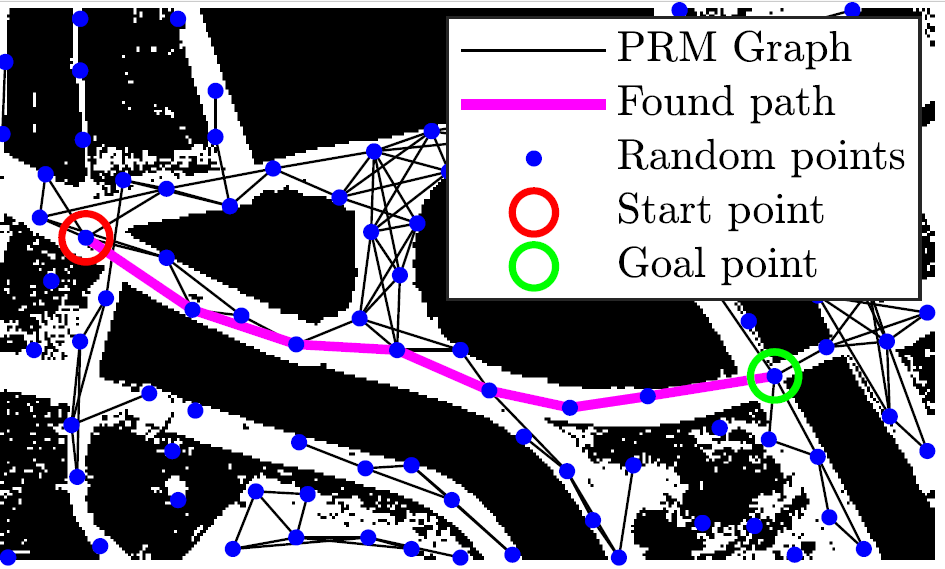 PRM Graph
Found path
Random points
Start point
Goal point